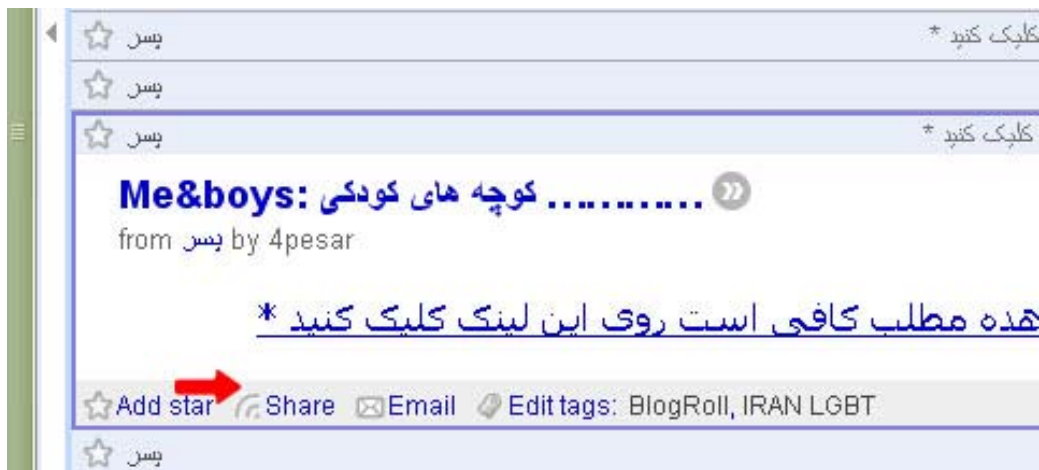 پسر کلیک کنید *
پسر
پسر کلیک کنید *
Me&boys: کوچه های کودکی ............
from پسر by 4pesar
هده مطلب کافی است روی این لینک کلیک کنید *
Add star Share Email Edit tags: BlogRoll, IRAN LGBT
پسر